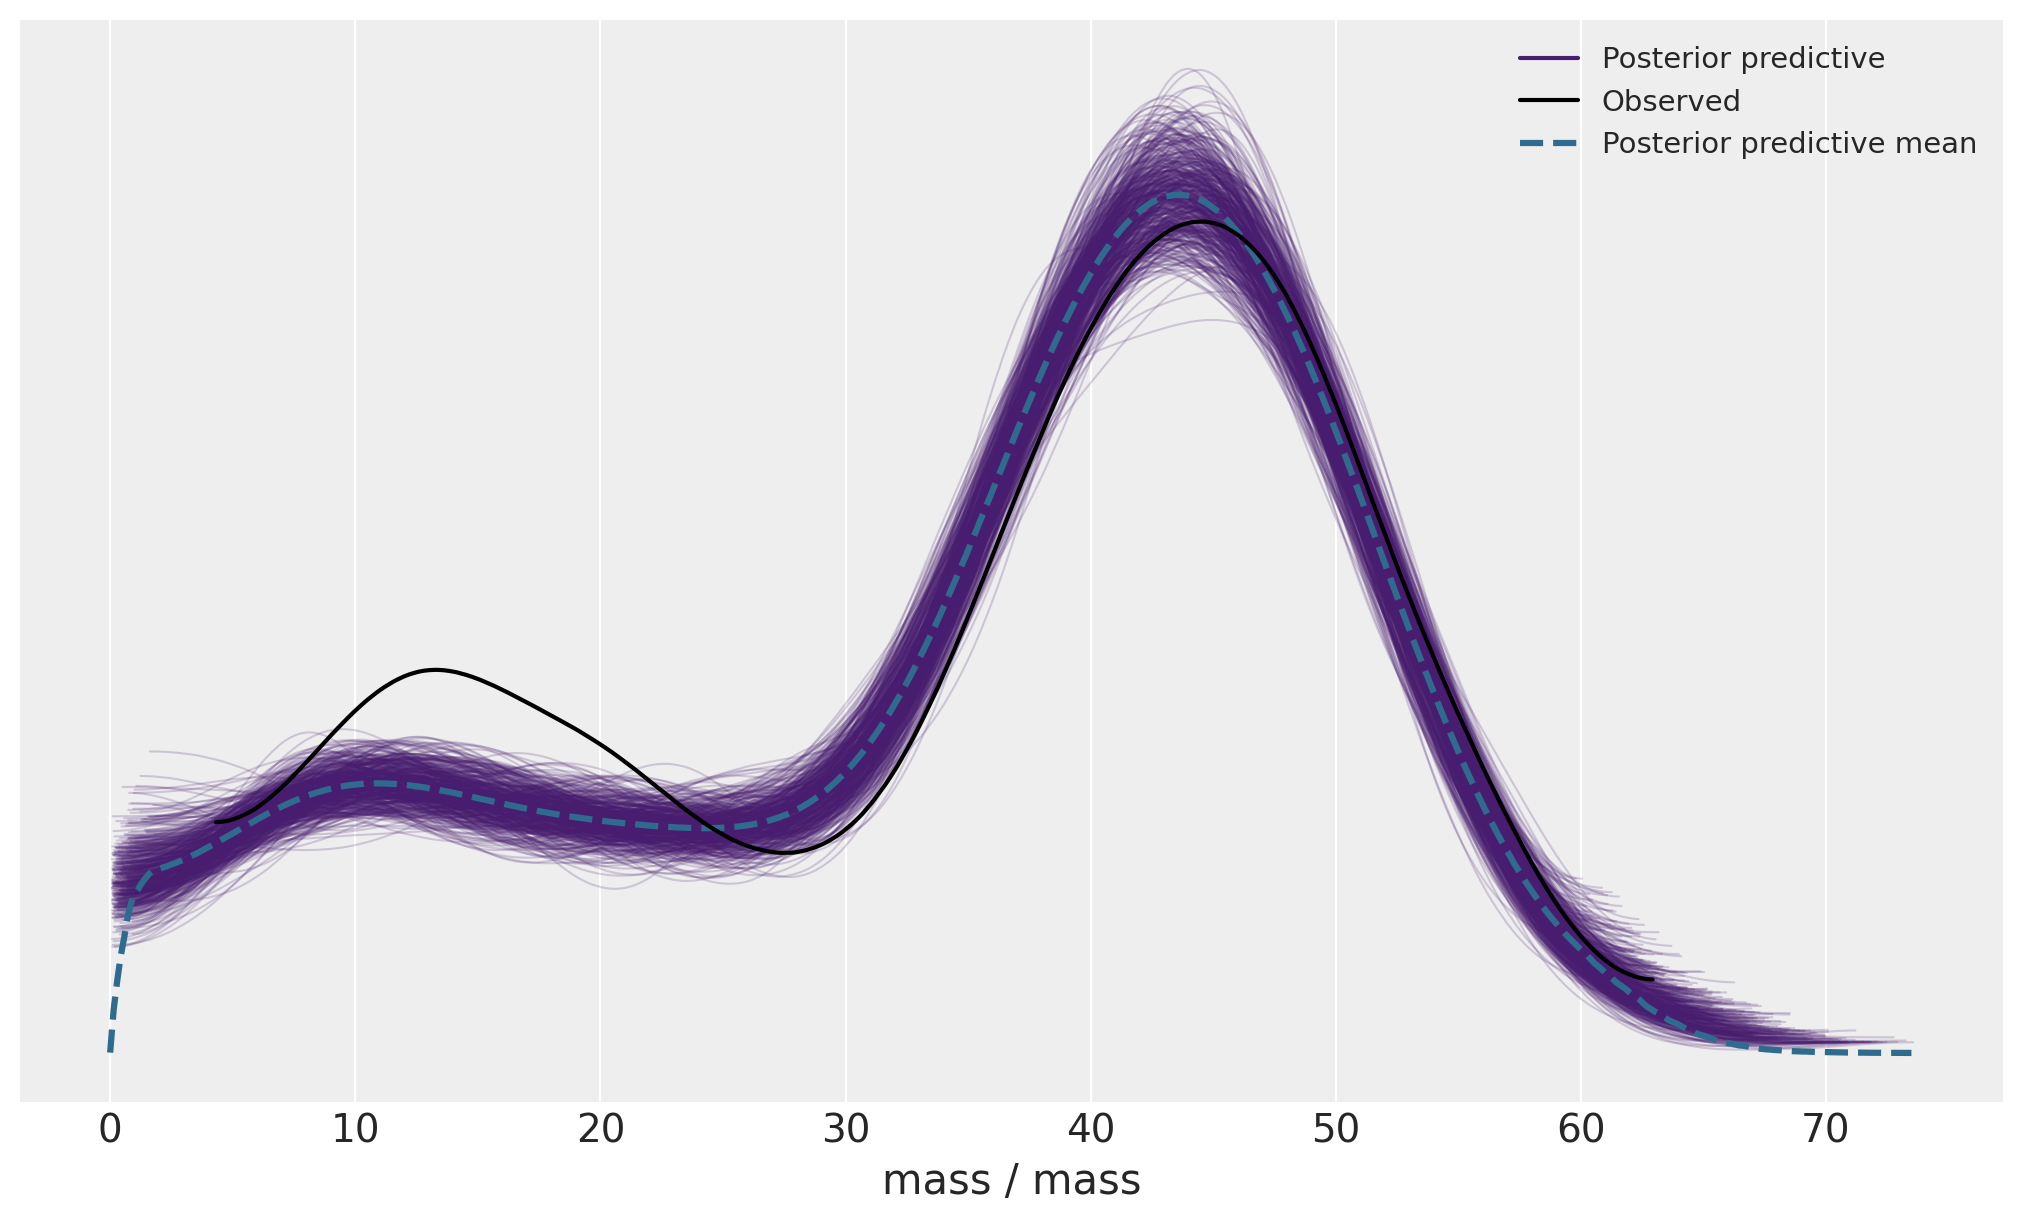 Posterior predictive
Observed
Posterior predictive mean
0 10 20 30 40 50 60 70
mass / mass